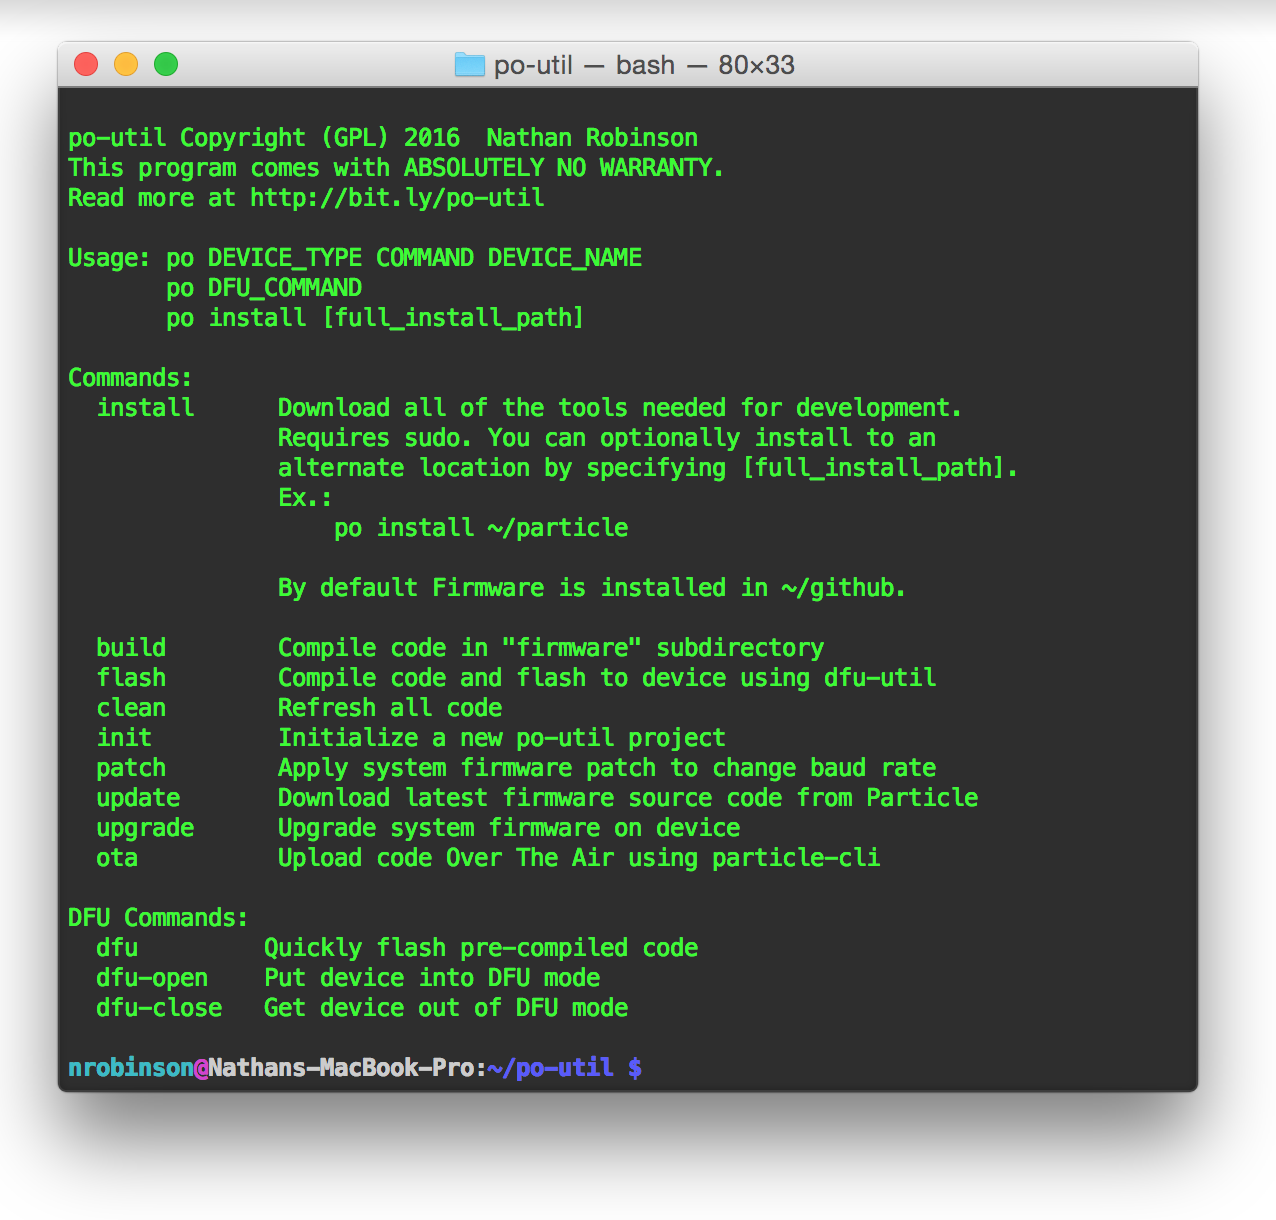 po-util — bash — 80×33
po-util Copyright (GPL) 2016  Nathan Robinson
This program comes with ABSOLUTELY NO WARRANTY.
Read more at http://bit.ly/po-util
Usage: po DEVICE_TYPE COMMAND DEVICE_NAME
       po DFU_COMMAND
       po install [full_install_path]
Commands:
  install      Download all of the tools needed for development.
               Requires sudo. You can optionally install to an
               alternate location by specifying [full_install_path].
               Ex.:
                   po install ~/particle
               By default Firmware is installed in ~/github.
  build        Compile code in "firmware" subdirectory
  flash        Compile code and flash to device using dfu-util
  clean        Refresh all code
  init         Initialize a new po-util project
  patch        Apply system firmware patch to change baud rate
  update       Download latest firmware source code from Particle
  upgrade      Upgrade system firmware on device
  ota          Upload code Over The Air using particle-cli
DFU Commands:
  dfu         Quickly flash pre-compiled code
  dfu-open    Put device into DFU mode
  dfu-close   Get device out of DFU mode
nrobinson@Nathans-MacBook-Pro:~/po-util $